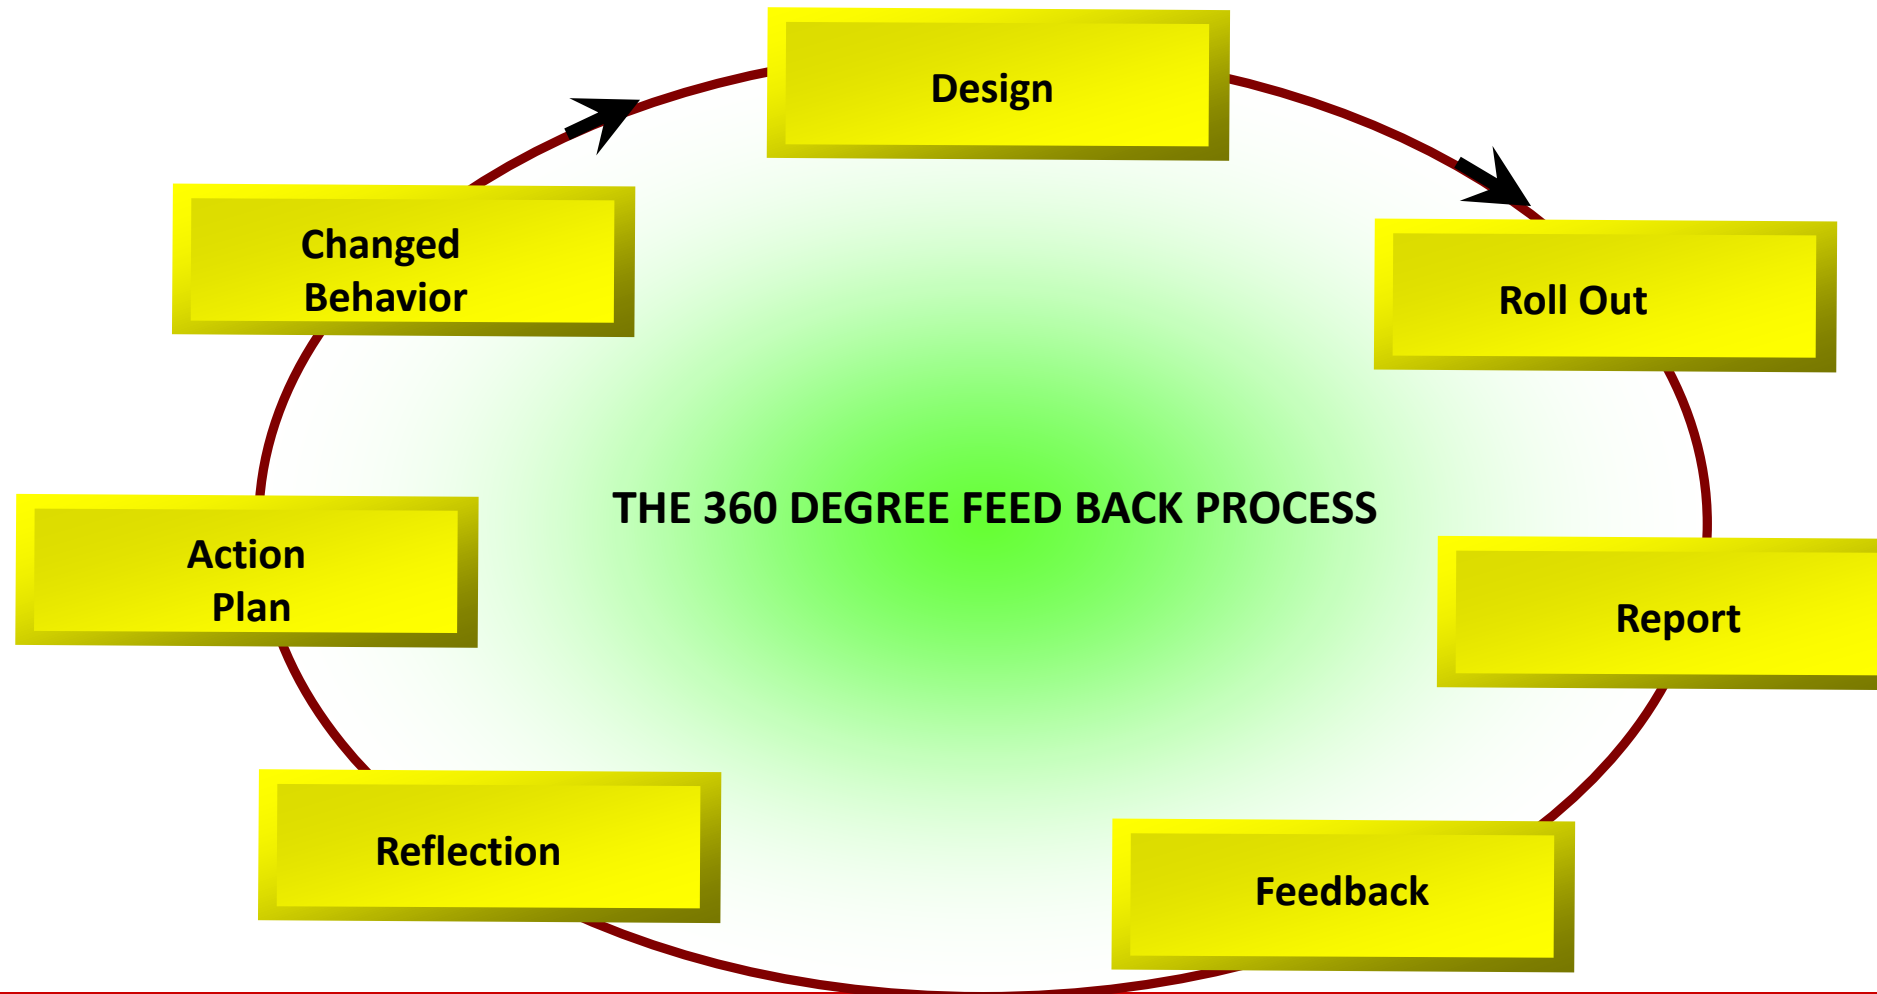 Design
Changed
Behavior
Roll Out
THE 360 DEGREE FEED BACK PROCESS
Action
Plan
Report
Reflection
Feedback